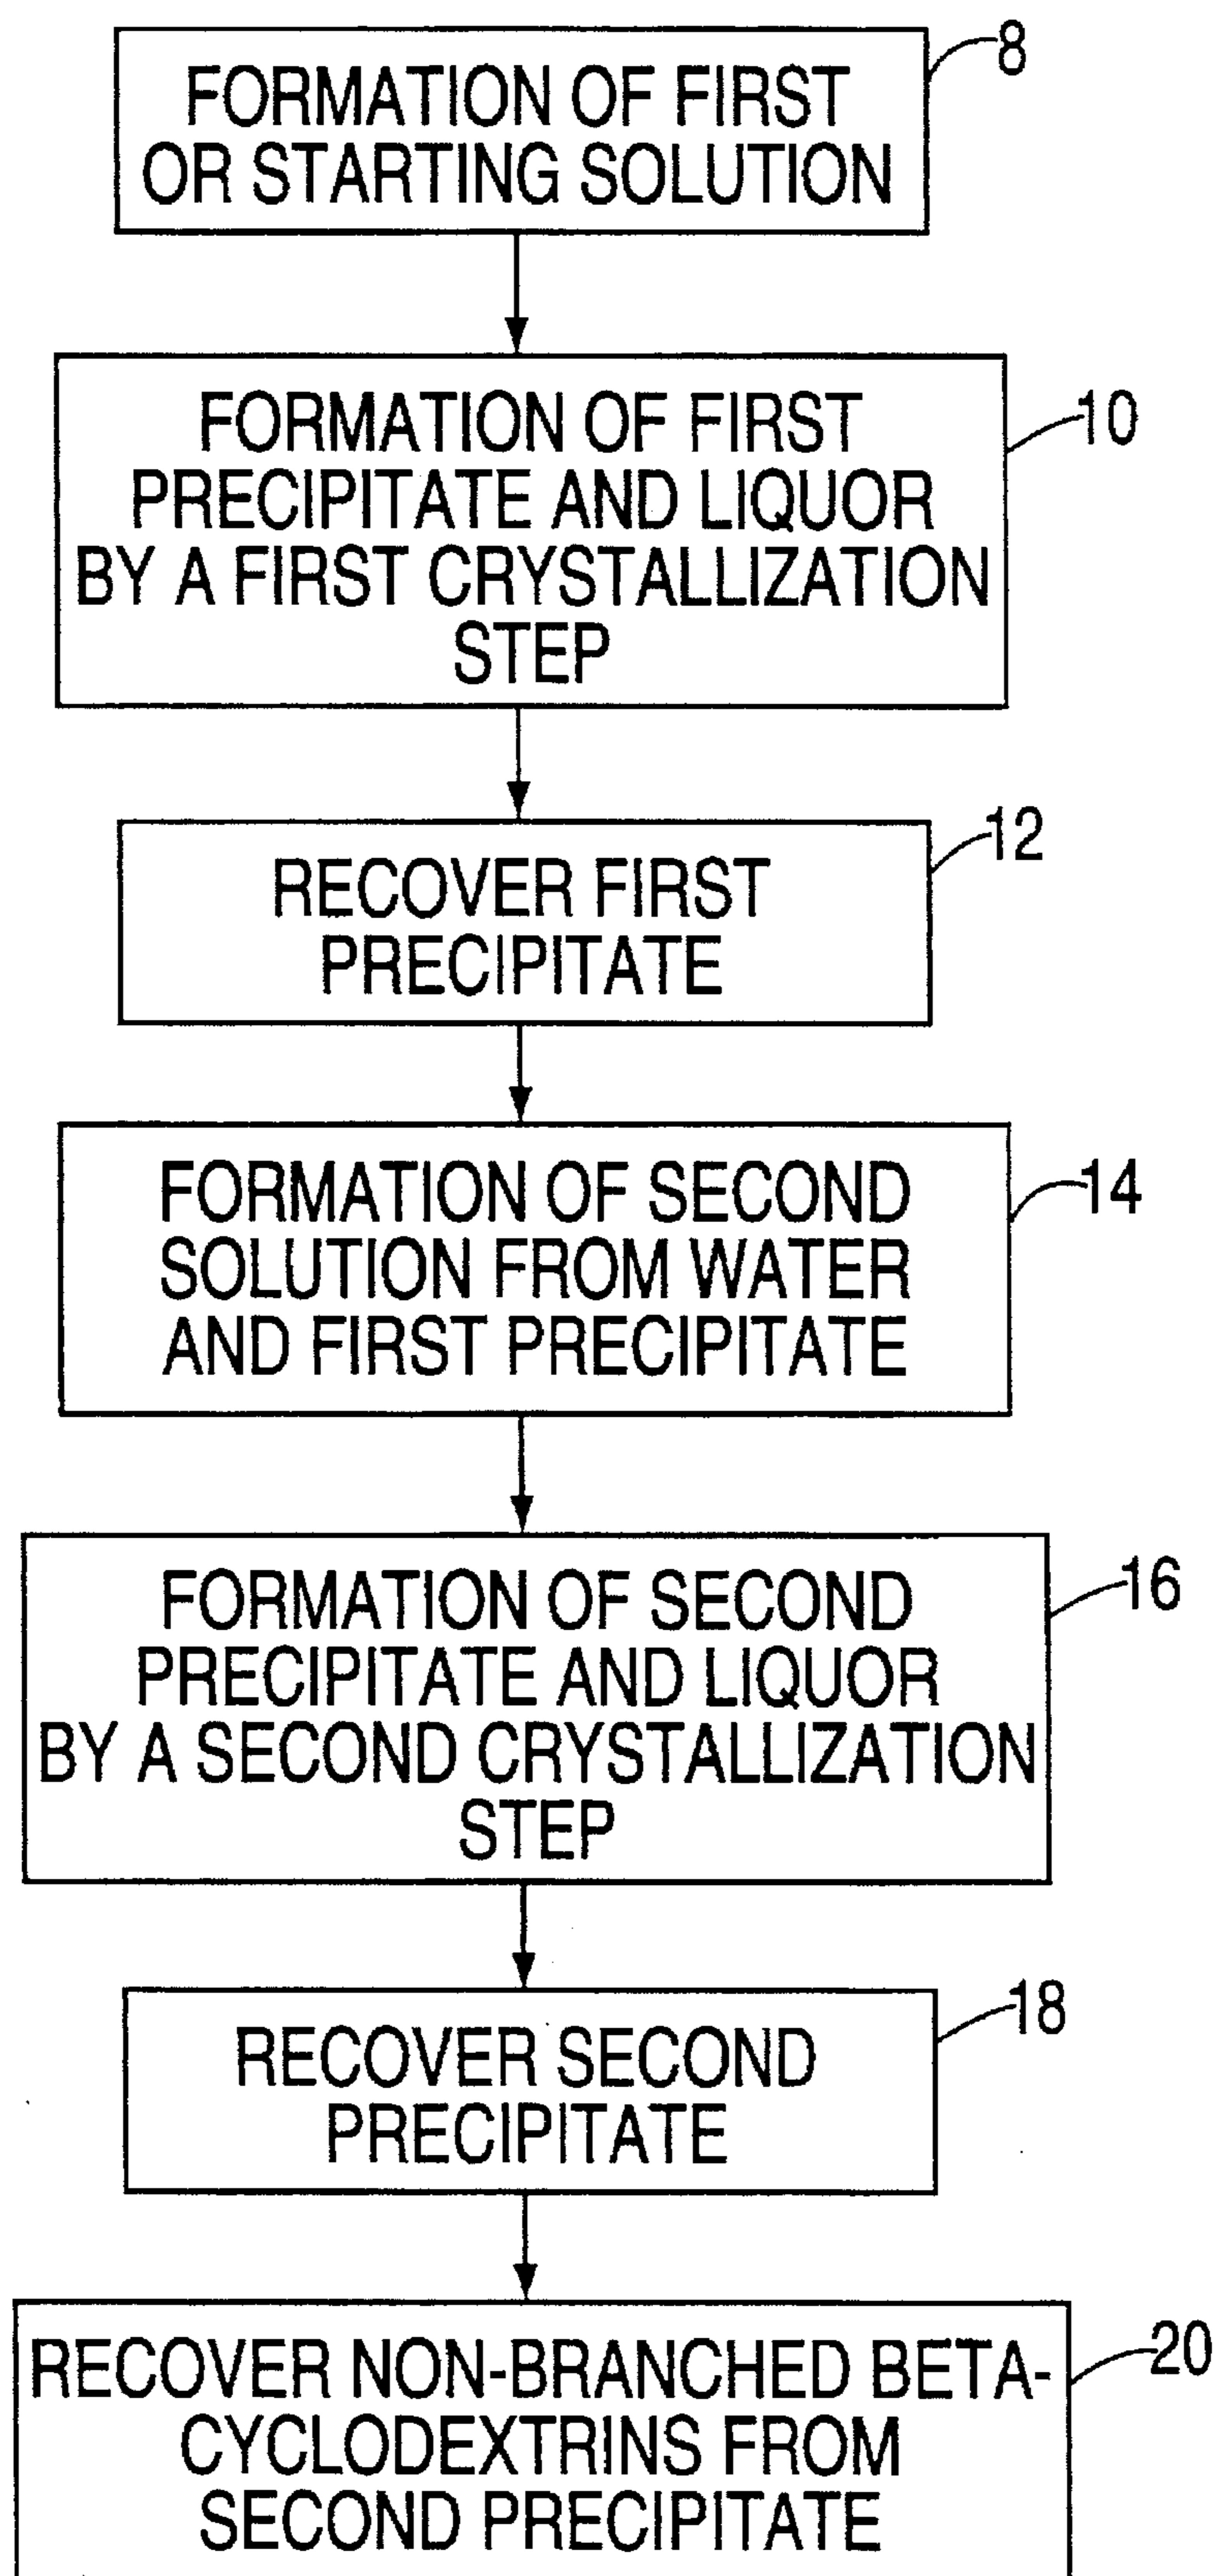 8
FORMATION OF FIRST
OR STARTING SOLUTION
10
FORMATION OF FIRST
PRECIPITATE AND LIQUOR
BY A FIRST CRYSTALLIZATION
STEP
12
RECOVER FIRST
PRECIPITATE
14
FORMATION OF SECOND
SOLUTION FROM WATER
AND FIRST PRECIPITATE
16
FORMATION OF SECOND
PRECIPITATE AND LIQUOR
BY A SECOND CRYSTALLIZATION
STEP
18
RECOVER SECOND
PRECIPITATE
20
RECOVER NON-BRANCHED BETA-
CYCLODEXTRINS FROM
SECOND PRECIPITATE